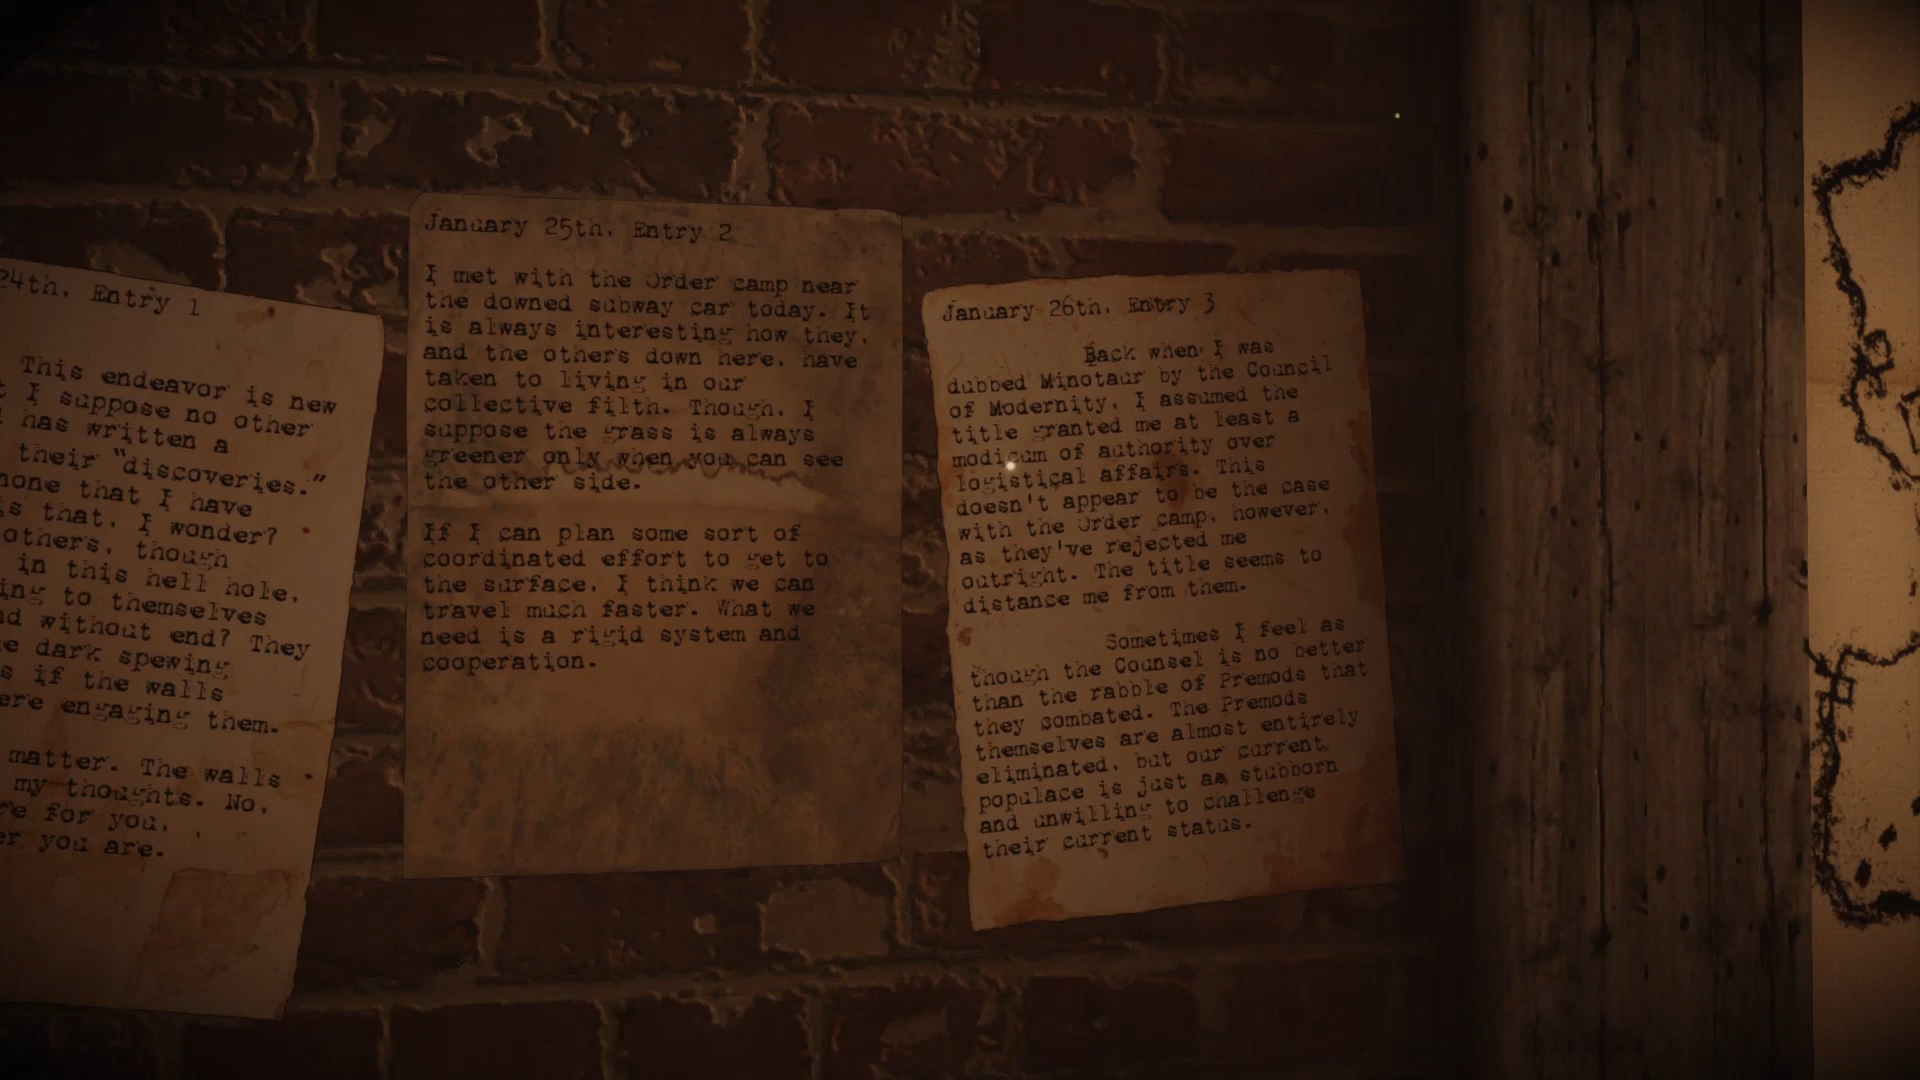 24th. Entry 1
This endeavor is new
I suppose no other
has written a
their "discoveries."
none that I have
is that. I wonder?
others. though
in this hell hole.
ing to themselves
nd without end? They
e dark spewing
s if the walls
ere engaging them.
matter. The walls
my thoughts. No.
re for you.
er you are.
January 25th. Entry 2
I met with the Order camp near
the downed subway car today. It
is always interesting how they.
and the others down here. have
taken to living in our
collective filth. Though. I
suppose the grass is always
greener only when you can see
the other side.
If I can plan some sort of
coordinated effort to get to
the surface. I think we can
travel much faster. What we
need is a rigid system and
cooperation.
January 26th. Entry 3
Back when I was
dubbed Minotaur by the Council
of Modernity. I assumed the
title granted me at least a
modicum of authority over
logistical affairs. This
doesn't appear to be the case
with the Order camp. however.
as they've rejected me
outright. The title seems to
distance me from them.
Sometimes I feel as
though the Counsel is no better
than the rabble of Premods that
they combated. The Premods
themselves are almost entirely
eliminated. but our current
populace is just as stubborn
and unwilling to challenge
their current status.